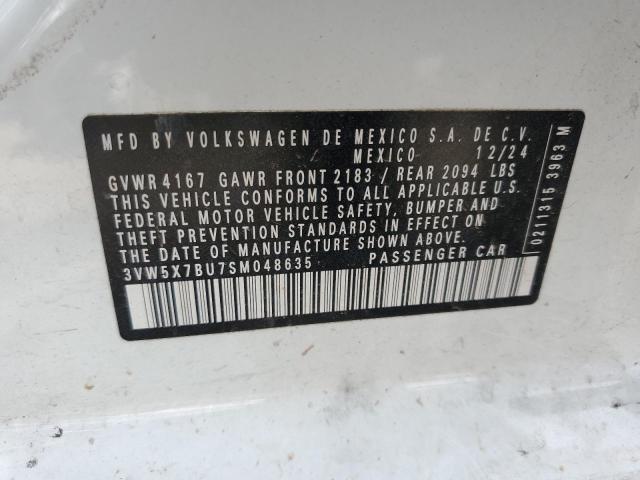 MFD BY VOLKSWAGEN DE MEXICO S.A. DE C.V.
MEXICO 12/24
GVWR 4167 GAWR FRONT 2183 / REAR 2094 LBS
THIS VEHICLE CONFORMS TO ALL APPLICABLE U.S.
FEDERAL MOTOR VEHICLE SAFETY, BUMPER AND
THEFT PREVENTION STANDARDS IN EFFECT ON
THE DATE OF MANUFACTURE SHOWN ABOVE.
3VW5X7BU7SM048635 PASSENGER CAR
0211315 3963 M